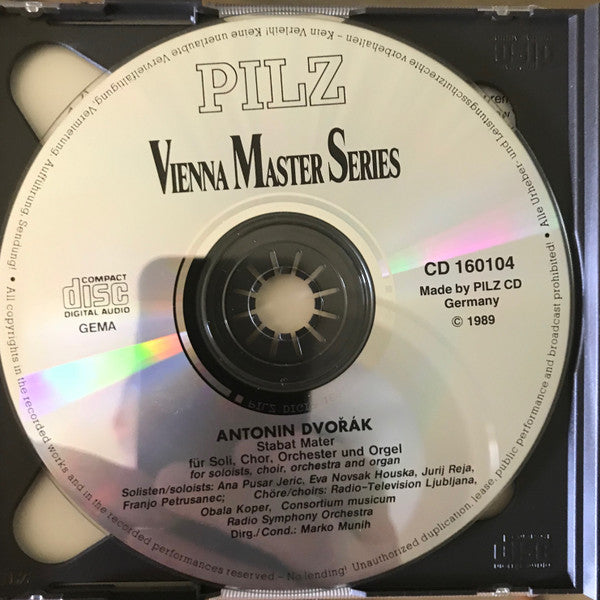 PILZ
VIENNA MASTER SERIES
COMPACT
disc
DIGITAL AUDIO
GEMA
CD 160104
Made by PILZ CD
Germany
© 1989
ANTONIN DVOŘÁK
Stabat Mater
für Soli, Chor, Orchester und Orgel
for soloists, choir, orchestra and organ
Solisten/soloists: Ana Pusar Jeric, Eva Novsak Houska, Jurij Reja,
Franjo Petrusanec; Chöre/choirs: Radio-Television Ljubljana,
Obala Koper, Consortium musicum
Radio Symphony Orchestra
Dirg./Cond.: Marko Munih
• Alle Urheber- und Leistungsschutzrechte vorbehalten - Kein Verleih! Keine unerlaubte Vervielfältigung, Vermietung, Aufführung, Sendung!
• All copyrights in the recorded works and in the recorded performances reserved - No lending! Unauthorized duplication, lease, public performance and broadcast prohibited!
disc